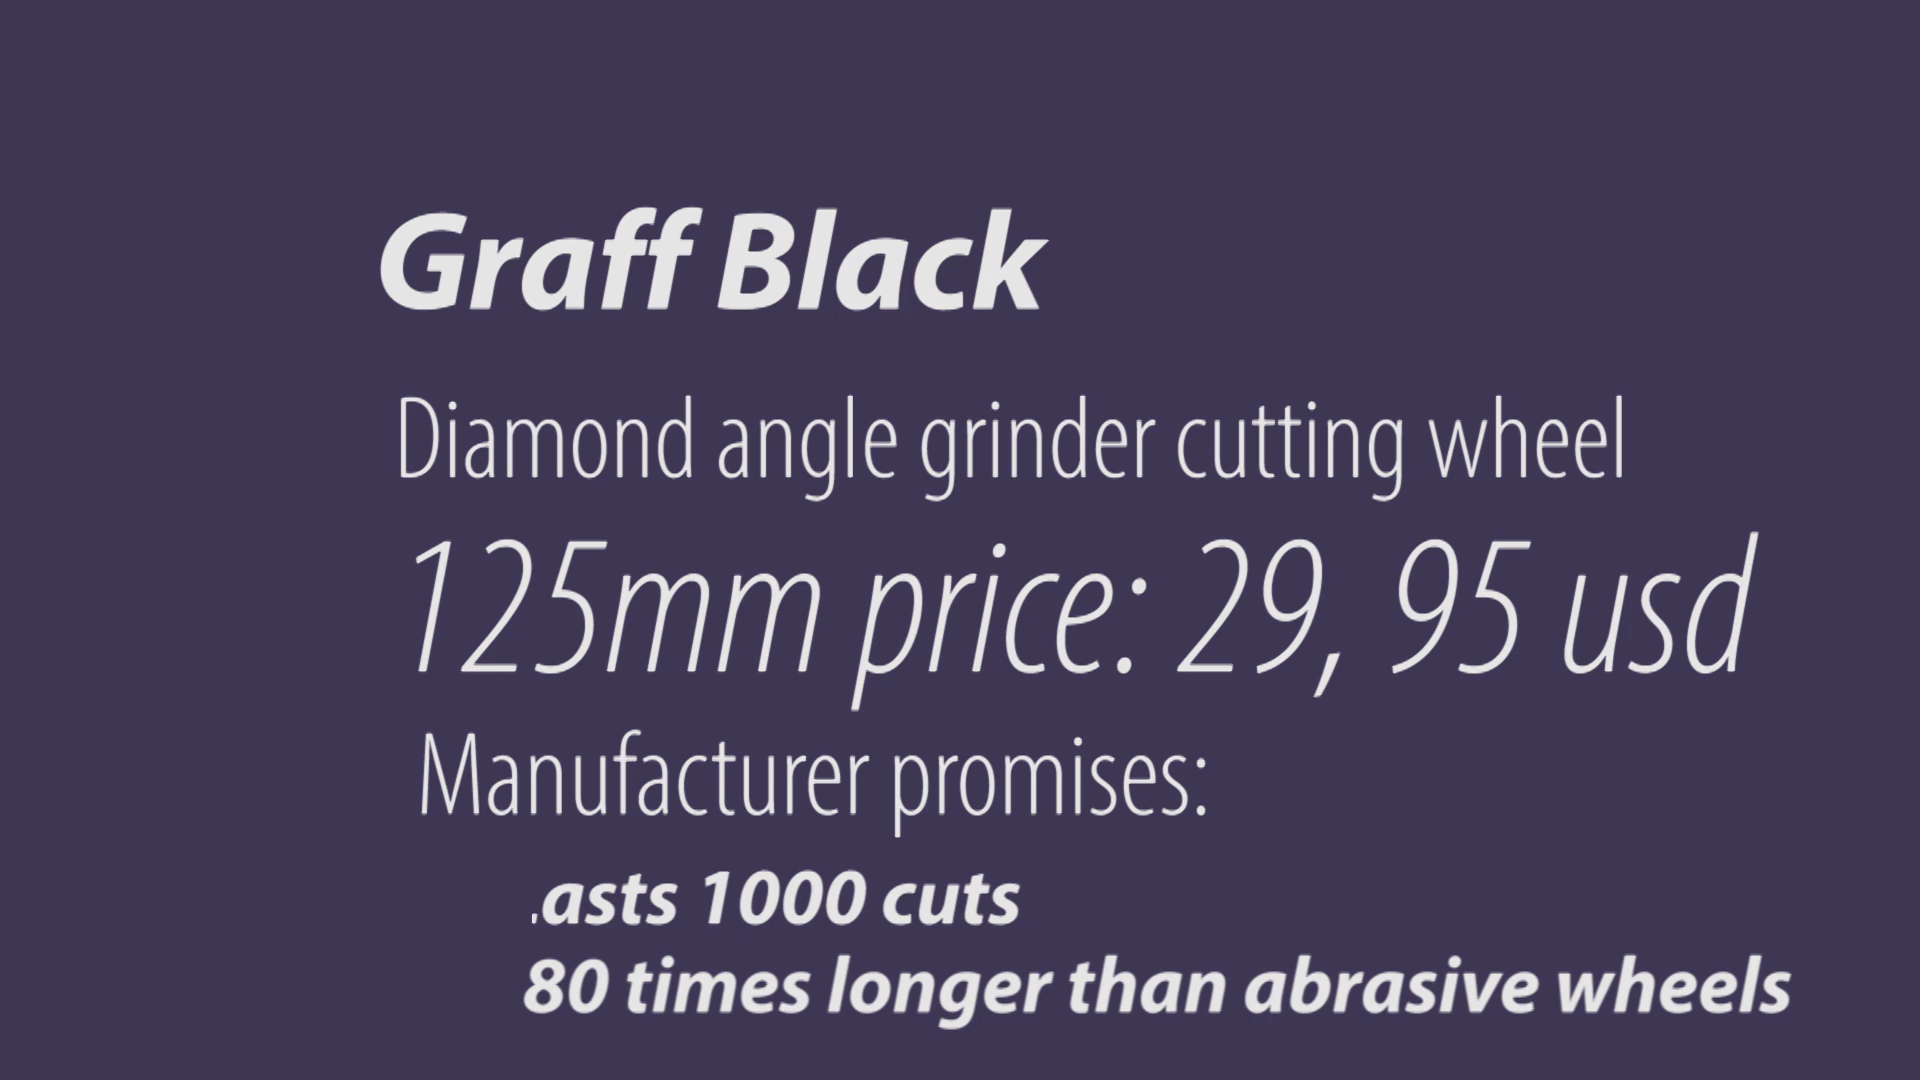 Graff Black
Diamond angle grinder cutting wheel
125mm price: 29, 95 usd
Manufacturer promises:
.asts 1000 cuts
80 times longer than abrasive wheels